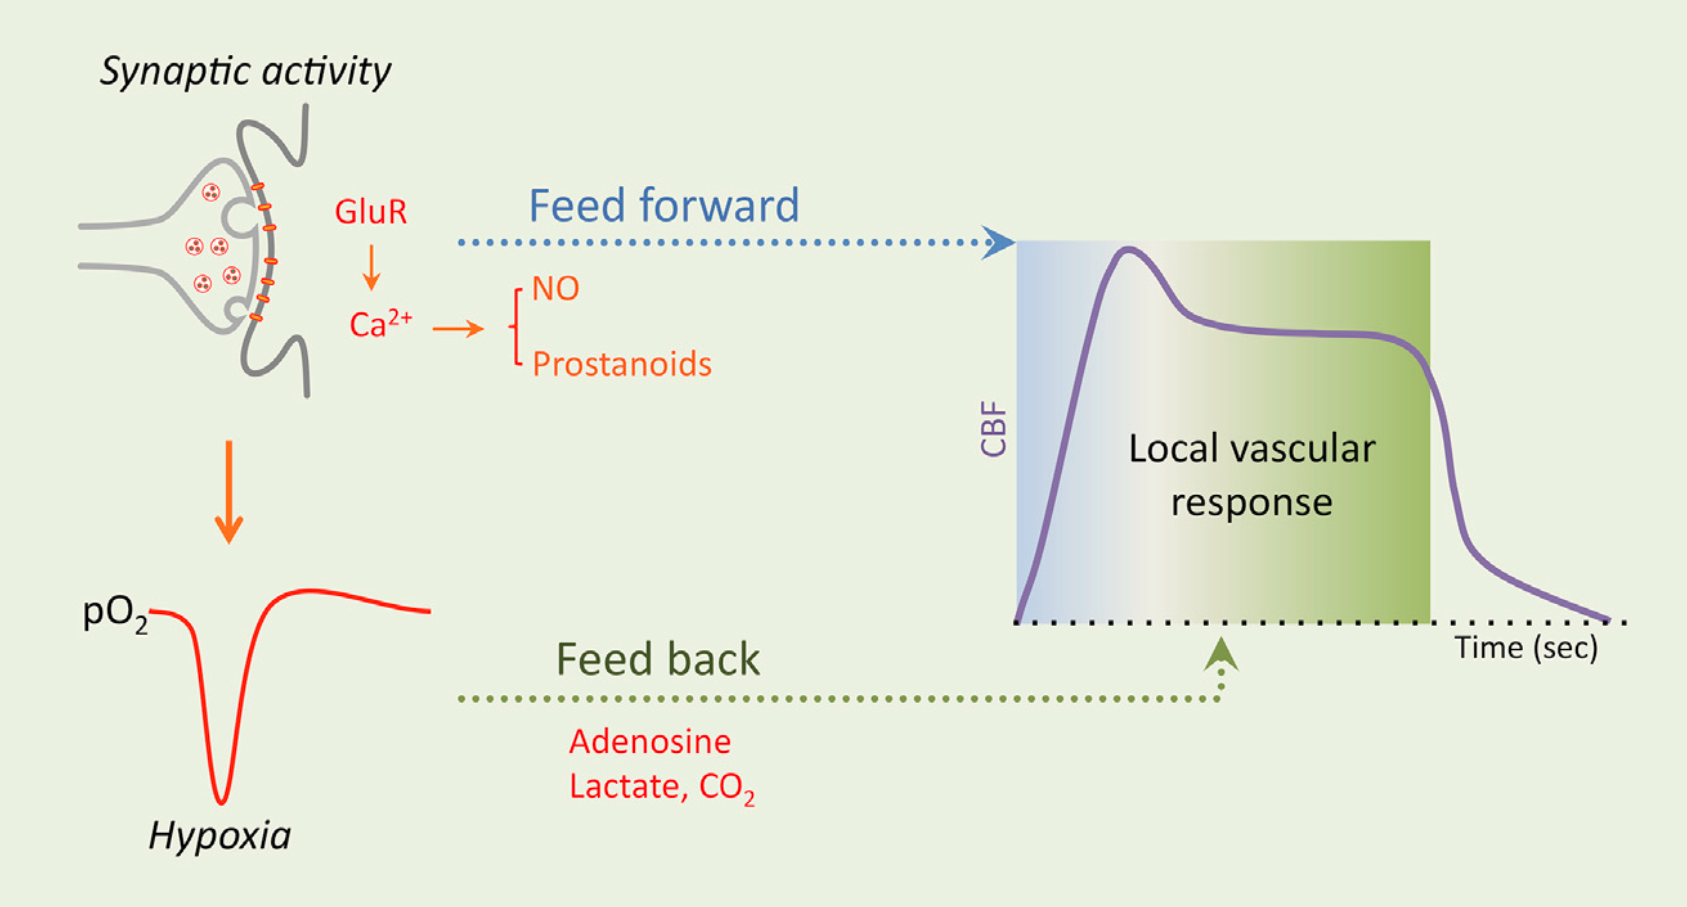 Synaptic activity
GluR
Ca²⁺
Feed forward
NO
Prostanoids
CBF
Local vascular
response
Time (sec)
pO₂
Hypoxia
Feed back
Adenosine
Lactate, CO₂